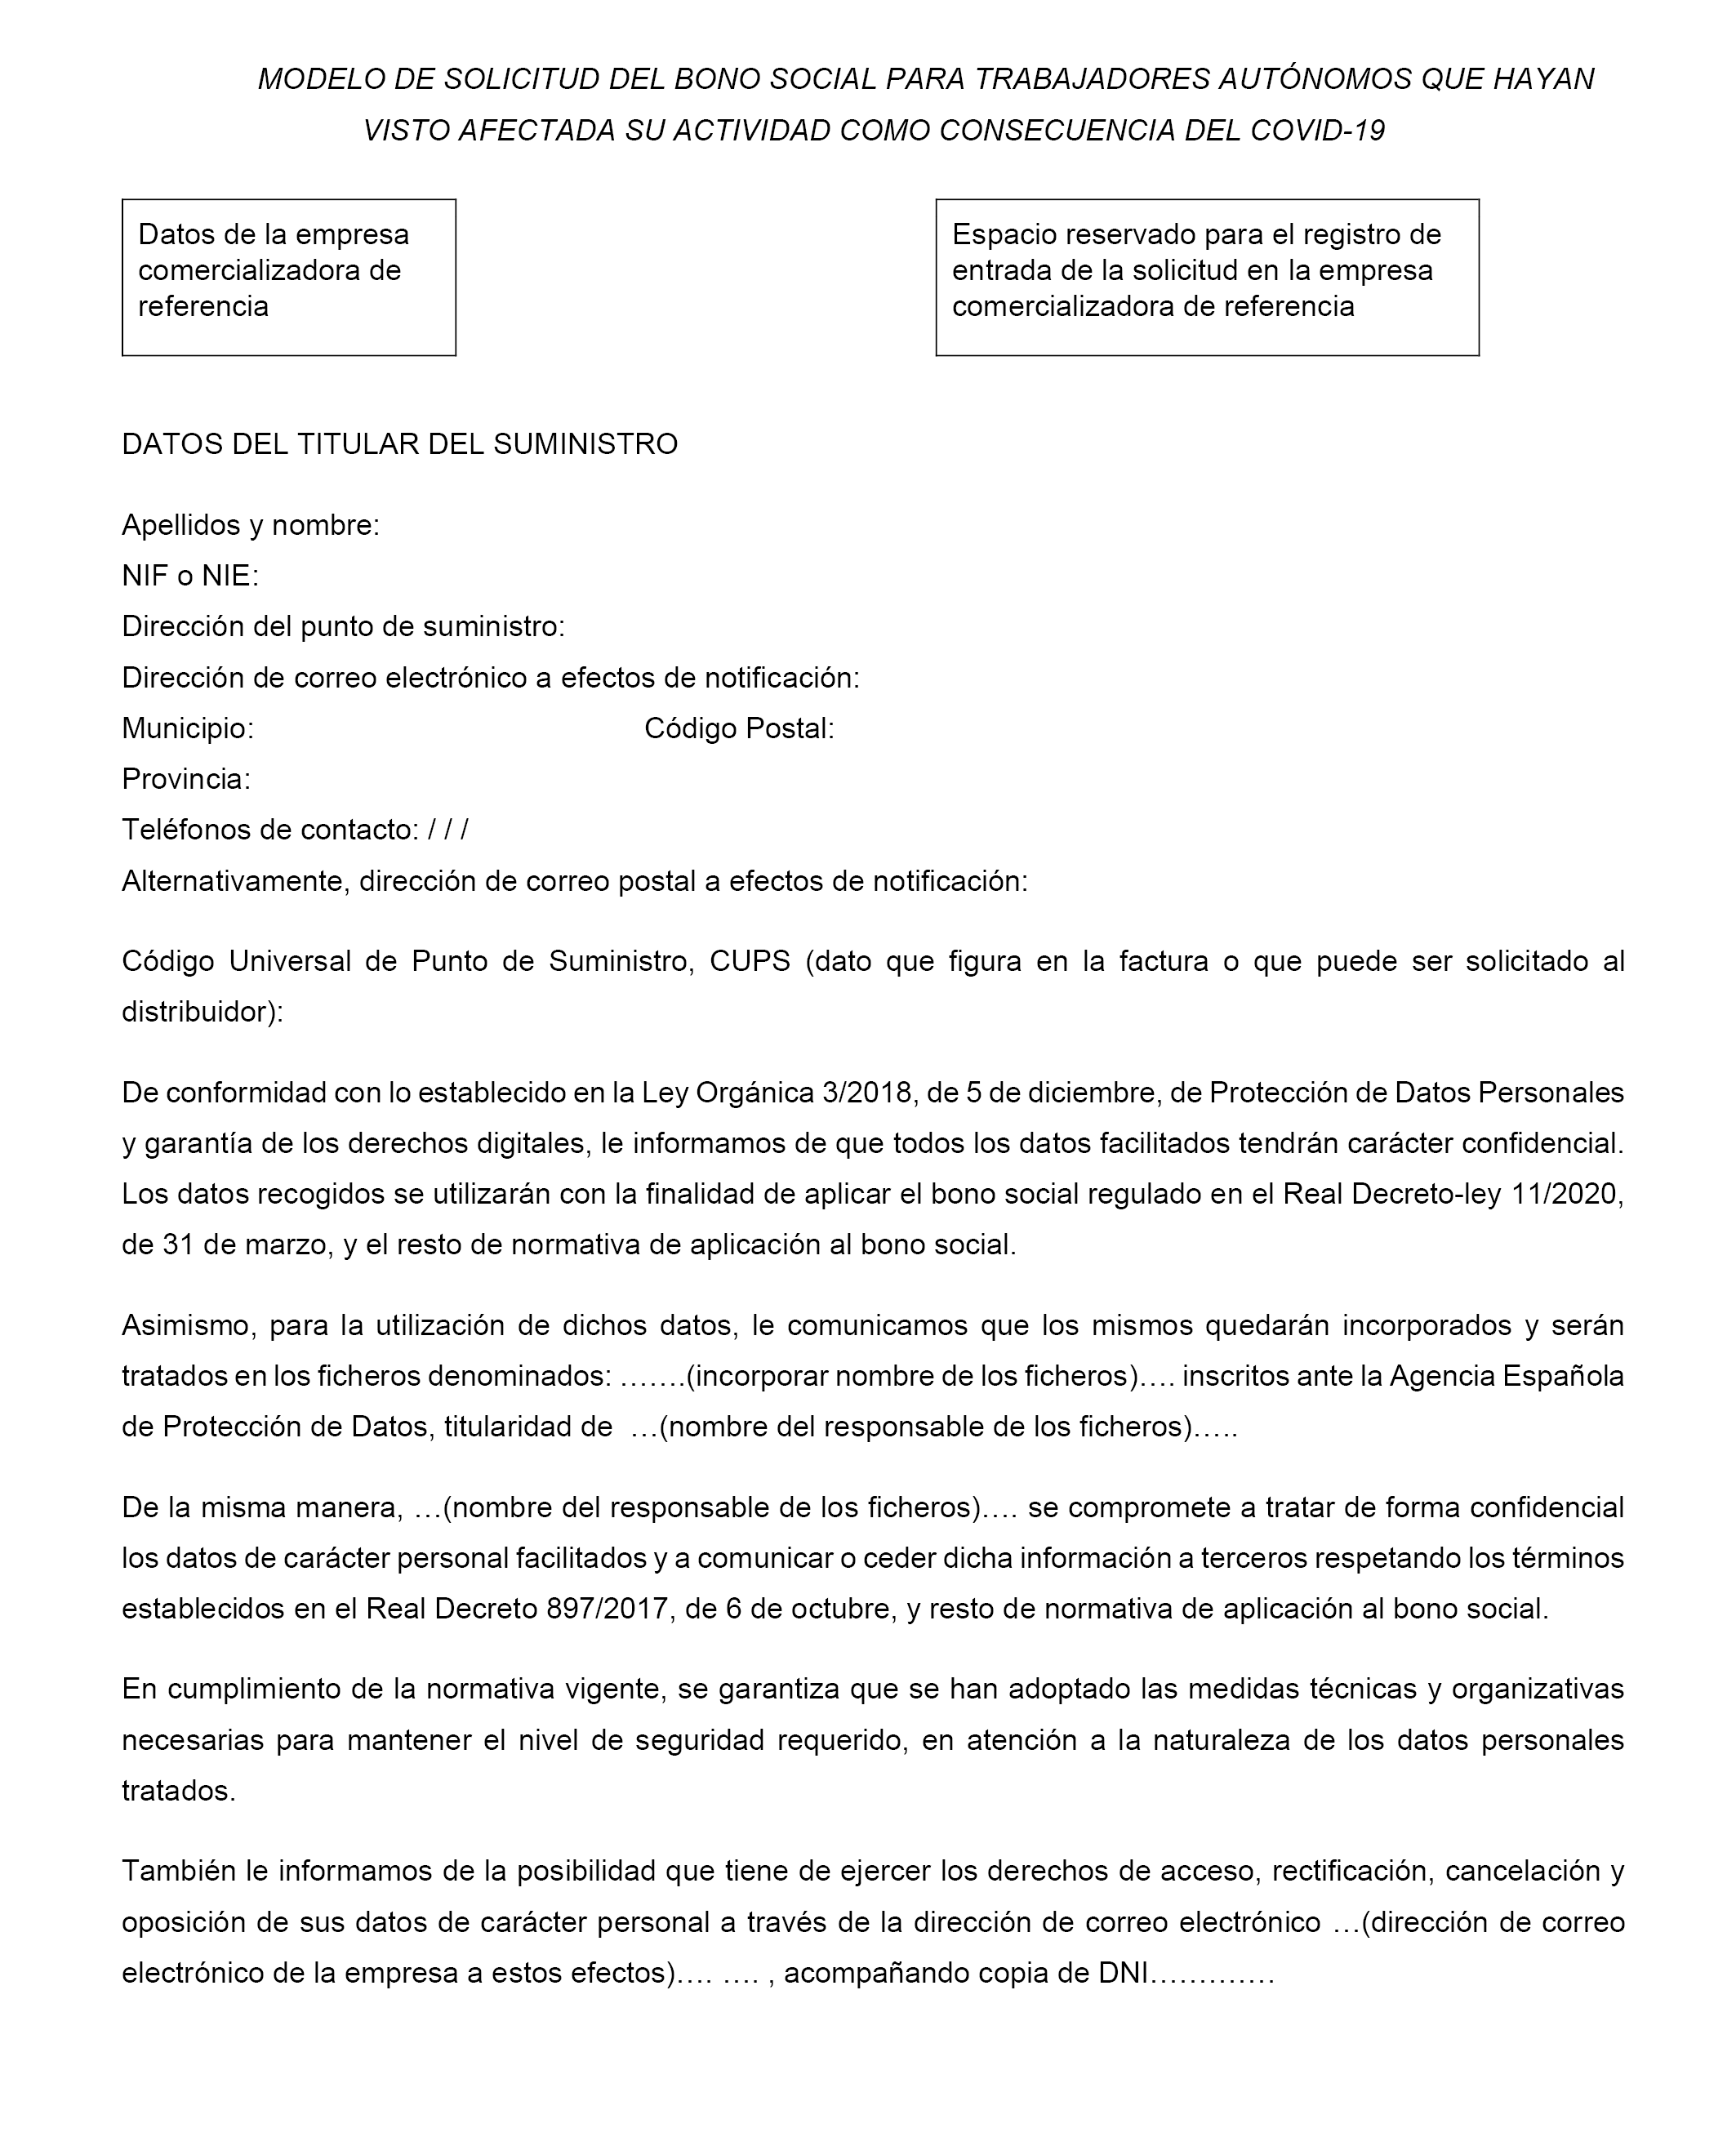 MODELO DE SOLICITUD DEL BONO SOCIAL PARA TRABAJADORES AUTÓNOMOS QUE HAYAN
VISTO AFECTADA SU ACTIVIDAD COMO CONSECUENCIA DEL COVID-19
Datos de la empresa
comercializadora de
referencia
Espacio reservado para el registro de
entrada de la solicitud en la empresa
comercializadora de referencia
DATOS DEL TITULAR DEL SUMINISTRO
Apellidos y nombre:
NIF o NIE:
Dirección del punto de suministro:
Dirección de correo electrónico a efectos de notificación:
Municipio: Código Postal:
Provincia:
Teléfonos de contacto: / / /
Alternativamente, dirección de correo postal a efectos de notificación:
Código Universal de Punto de Suministro, CUPS (dato que figura en la factura o que puede ser solicitado al
distribuidor):
De conformidad con lo establecido en la Ley Orgánica 3/2018, de 5 de diciembre, de Protección de Datos Personales
y garantía de los derechos digitales, le informamos de que todos los datos facilitados tendrán carácter confidencial.
Los datos recogidos se utilizarán con la finalidad de aplicar el bono social regulado en el Real Decreto-ley 11/2020,
de 31 de marzo, y el resto de normativa de aplicación al bono social.
Asimismo, para la utilización de dichos datos, le comunicamos que los mismos quedarán incorporados y serán
tratados en los ficheros denominados: …….(incorporar nombre de los ficheros)…. inscritos ante la Agencia Española
de Protección de Datos, titularidad de …(nombre del responsable de los ficheros)…..
De la misma manera, …(nombre del responsable de los ficheros)…. se compromete a tratar de forma confidencial
los datos de carácter personal facilitados y a comunicar o ceder dicha información a terceros respetando los términos
establecidos en el Real Decreto 897/2017, de 6 de octubre, y resto de normativa de aplicación al bono social.
En cumplimiento de la normativa vigente, se garantiza que se han adoptado las medidas técnicas y organizativas
necesarias para mantener el nivel de seguridad requerido, en atención a la naturaleza de los datos personales
tratados.
También le informamos de la posibilidad que tiene de ejercer los derechos de acceso, rectificación, cancelación y
oposición de sus datos de carácter personal a través de la dirección de correo electrónico …(dirección de correo
electrónico de la empresa a estos efectos)…. …. , acompañando copia de DNI………….